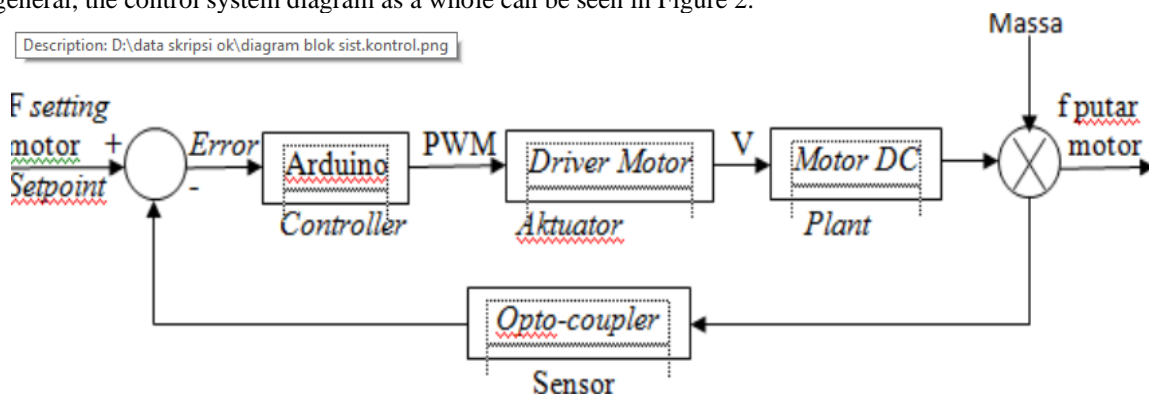 general, the control system diagram as a whole can be seen in Figure 2.
Massa
Description: D:\data skripsi ok\diagram blok sist.kontrol.png
F setting
motor +
Setpoint
-
Error
Arduino
Controller
PWM
Driver Motor
Aktuator
V
Motor DC
Plant
f putar
motor
Opto-coupler
Sensor